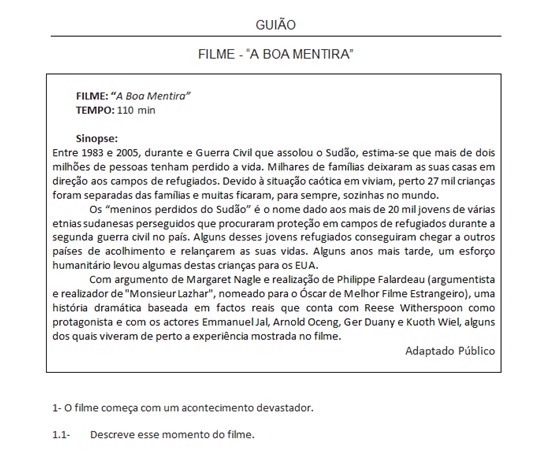 GUIÃO
FILME - "A BOA MENTIRA"
FILME: "A Boa Mentira"
TEMPO: 110 min
Sinopse:
Entre 1983 e 2005, durante e Guerra Civil que assolou o Sudão, estima-se que mais de dois
milhões de pessoas tenham perdido a vida. Milhares de famílias deixaram as suas casas em
direção aos campos de refugiados. Devido à situação caótica em viviam, perto 27 mil crianças
foram separadas das famílias e muitas ficaram, para sempre, sozinhas no mundo.
Os "meninos perdidos do Sudão" é o nome dado aos mais de 20 mil jovens de várias
etnias sudanesas perseguidos que procuraram proteção em campos de refugiados durante a
segunda guerra civil no país. Alguns desses jovens refugiados conseguiram chegar a outros
países de acolhimento e relançarem as suas vidas. Alguns anos mais tarde, um esforço
humanitário levou algumas destas crianças para os EUA.
Com argumento de Margaret Nagle e realização de Philippe Falardeau (argumentista
e realizador de "Monsieur Lazhar", nomeado para o Óscar de Melhor Filme Estrangeiro), uma
história dramática baseada em factos reais que conta com Reese Witherspoon como
protagonista e com os actores Emmanuel Jal, Arnold Oceng, Ger Duany e Kuoth Wiel, alguns
dos quais viveram de perto a experiência mostrada no filme.
Adaptado Público
1- O filme começa com um acontecimento devastador.
1.1- Descreve esse momento do filme.